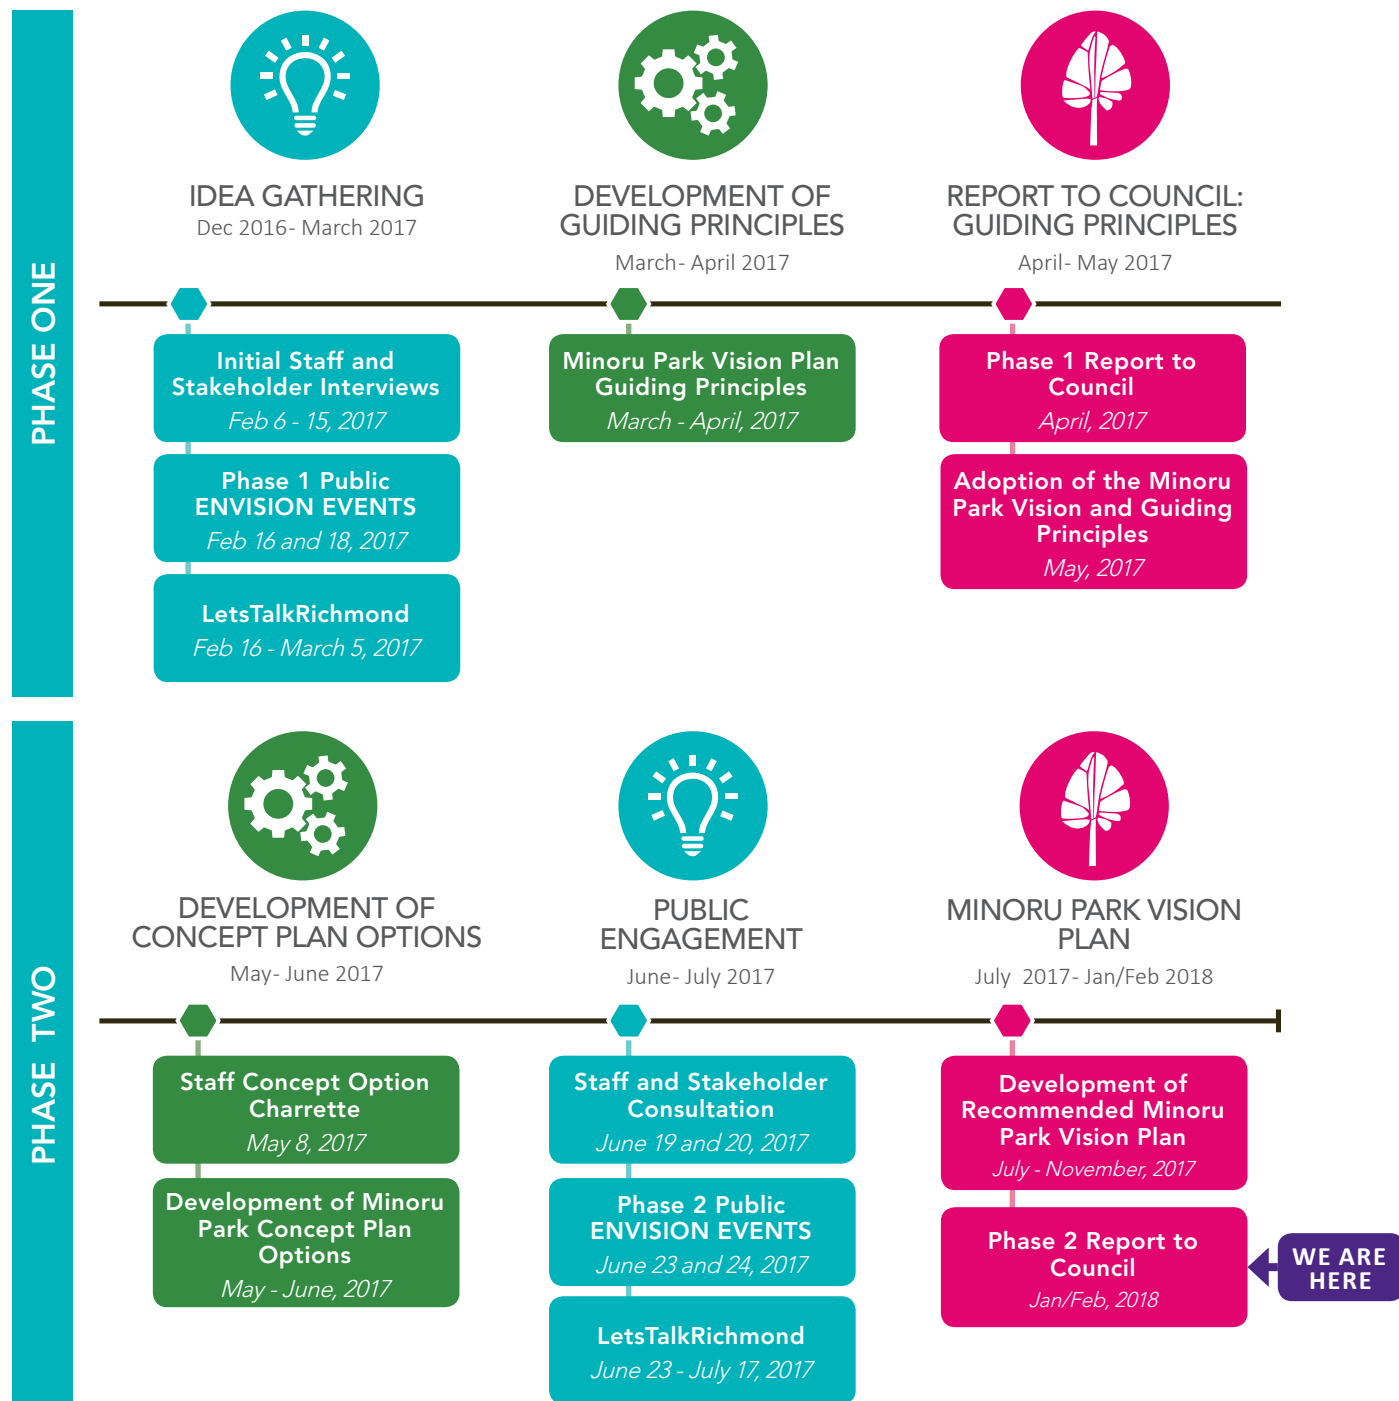 PHASE ONE
IDEA GATHERING
Dec 2016- March 2017
Initial Staff and
Stakeholder Interviews
Feb 6 - 15, 2017
Phase 1 Public
ENVISION EVENTS
Feb 16 and 18, 2017
LetsTalkRichmond
Feb 16 - March 5, 2017
DEVELOPMENT OF
GUIDING PRINCIPLES
March- April 2017
Minoru Park Vision Plan
Guiding Principles
March - April, 2017
REPORT TO COUNCIL:
GUIDING PRINCIPLES
April- May 2017
Phase 1 Report to
Council
April, 2017
Adoption of the Minoru
Park Vision and Guiding
Principles
May, 2017
PHASE TWO
DEVELOPMENT OF
CONCEPT PLAN OPTIONS
May- June 2017
Staff Concept Option
Charrette
May 8, 2017
Development of Minoru
Park Concept Plan
Options
May - June, 2017
PUBLIC
ENGAGEMENT
June- July 2017
Staff and Stakeholder
Consultation
June 19 and 20, 2017
Phase 2 Public
ENVISION EVENTS
June 23 and 24, 2017
LetsTalkRichmond
June 23 - July 17, 2017
MINORU PARK VISION
PLAN
July 2017- Jan/Feb 2018
Development of
Recommended Minoru
Park Vision Plan
July - November, 2017
Phase 2 Report to
Council
Jan/Feb, 2018
WE ARE
HERE